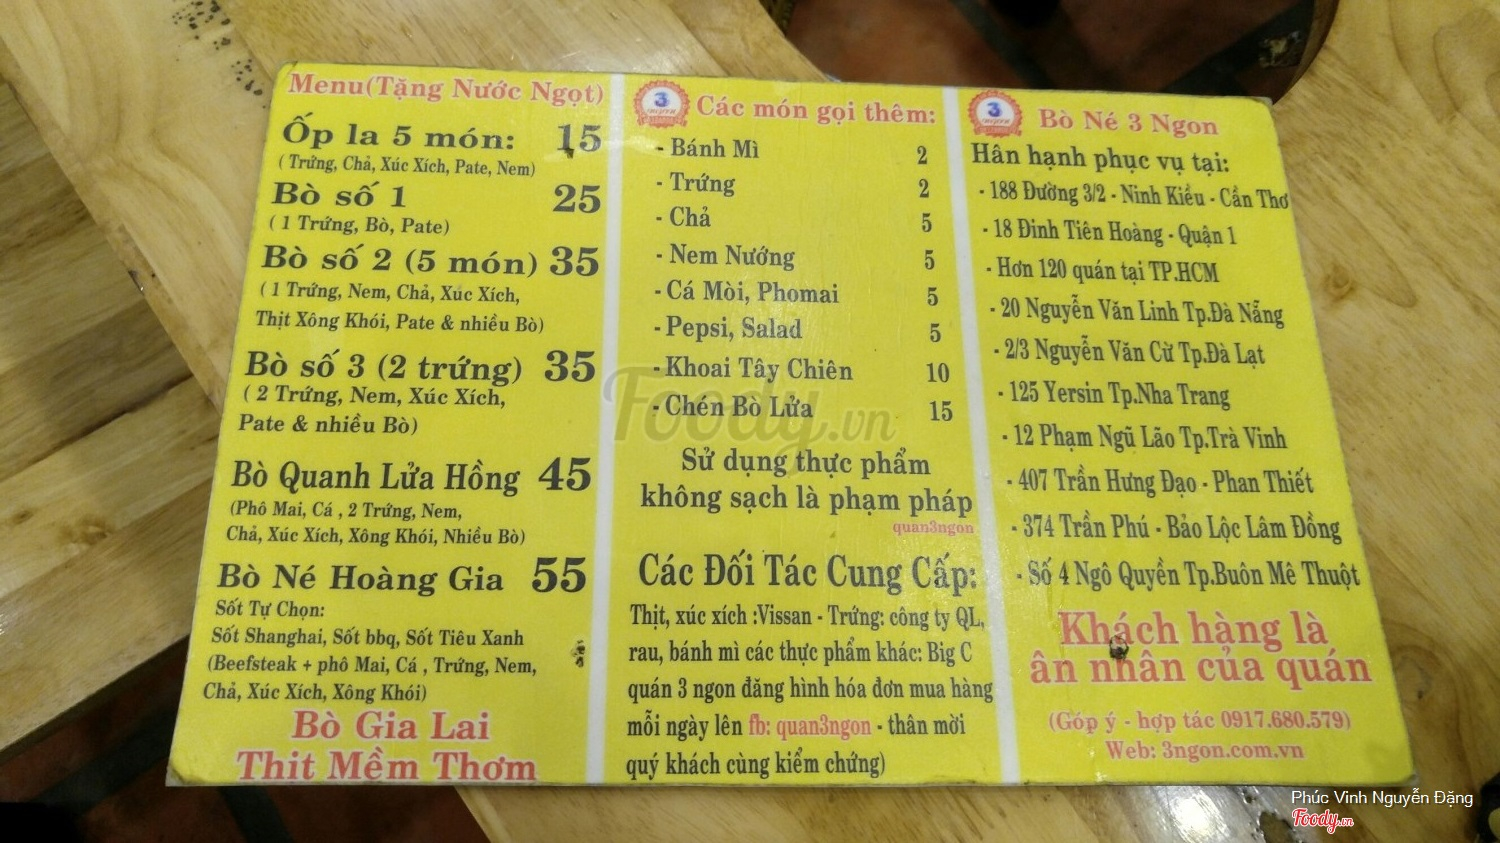 Menu(Tặng Nước Ngọt)
Ốp la 5 món: 15
( Trứng, Chả, Xúc Xích, Pate, Nem)
Bò số 1 25
( 1 Trứng, Bò, Pate)
Bò số 2 (5 món) 35
( 1 Trứng, Nem, Chả, Xúc Xích,
Thịt Xông Khói, Pate & nhiều Bò)
Bò số 3 (2 trứng) 35
( 2 Trứng, Nem, Xúc Xích,
Pate & nhiều Bò)
Bò Quanh Lửa Hồng 45
(Phô Mai, Cá , 2 Trứng, Nem,
Chả, Xúc Xích, Xông Khói, Nhiều Bò)
Bò Né Hoàng Gia 55
Sốt Tự Chọn:
Sốt Shanghai, Sốt bbq, Sốt Tiêu Xanh
(Beefsteak + phô Mai, Cá , Trứng, Nem,
Chả, Xúc Xích, Xông Khói)
Bò Gia Lai
Thịt Mềm Thơm
3
Các món gọi thêm:
- Bánh Mì 2
- Trứng 2
- Chả 5
- Nem Nướng 5
- Cá Mòi, Phomai 5
- Pepsi, Salad 5
- Khoai Tây Chiên 10
- Chén Bò Lửa 15
Sử dụng thực phẩm
không sạch là phạm pháp
quan3ngon
Các Đối Tác Cung Cấp:
Thịt, xúc xích :Vissan - Trứng: công ty QL,
rau, bánh mì các thực phẩm khác: Big C
quán 3 ngon đăng hình hóa đơn mua hàng
mỗi ngày lên fb: quan3ngon - thân mời
quý khách cùng kiểm chứng)
3
Bò Né 3 Ngon
Hân hạnh phục vụ tại:
- 188 Đường 3/2 - Ninh Kiều - Cần Thơ
- 18 Đinh Tiên Hoàng - Quận 1
- Hơn 120 quán tại TP.HCM
- 20 Nguyễn Văn Linh Tp.Đà Nẵng
- 2/3 Nguyễn Văn Cừ Tp.Đà Lạt
- 125 Yersin Tp.Nha Trang
- 12 Phạm Ngũ Lão Tp.Trà Vinh
- 407 Trần Hưng Đạo - Phan Thiết
- 374 Trần Phú - Bảo Lộc Lâm Đồng
- Số 4 Ngô Quyền Tp.Buôn Mê Thuột
Khách hàng là
ân nhân của quán
(Góp ý - hợp tác 0917.680.579)
Web: 3ngon.com.vn
Foody.vn
Phúc Vinh Nguyễn Đặng
Foody.vn